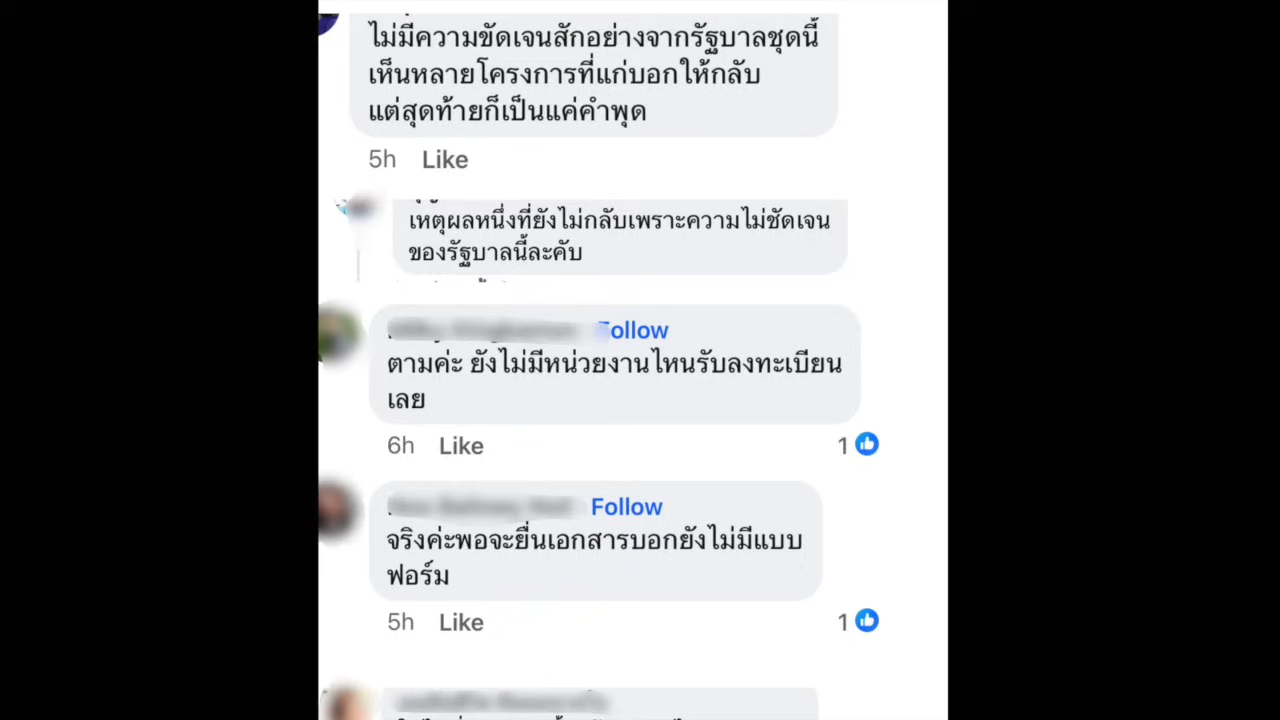 ไม่มีความขัดเจนสักอย่างจากรัฐบาลชุดนี้
เห็นหลายโครงการที่แก่บอกให้กลับ
แต่สุดท้ายก็เป็นแค่คำพุด
5h Like
เหตุผลหนึ่งที่ยังไม่กลับเพราะความไม่ชัดเจน
ของรัฐบาลนี้ละคับ
Follow
ตามค่ะ ยังไม่มีหน่วยงานไหนรับลงทะเบียน
เลย
6h Like 1
Follow
จริงค่ะพอจะยื่นเอกสารบอกยังไม่มีแบบ
ฟอร์ม
5h Like 1